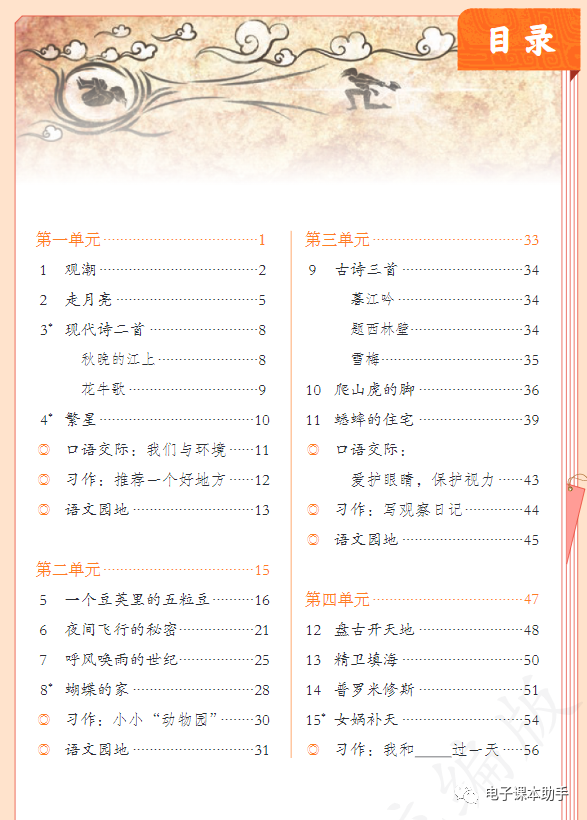 目录
第一单元 1
1 观潮 2
2 走月亮 5
3* 现代诗二首 8
秋晚的江上 8
花牛歌 9
4* 繁星 10
◎ 口语交际：我们与环境 11
◎ 习作：推荐一个好地方 12
◎ 语文园地 13
第二单元 15
5 一个豆荚里的五粒豆 16
6 夜间飞行的秘密 21
7 呼风唤雨的世纪 25
8* 蝴蝶的家 28
◎ 习作：小小“动物园” 30
◎ 语文园地 31
第三单元 33
9 古诗三首 34
暮江吟 34
题西林壁 34
雪梅 35
10 爬山虎的脚 36
11 蟋蟀的住宅 39
◎ 口语交际：
爱护眼睛，保护视力 43
◎ 习作：写观察日记 44
◎ 语文园地 45
第四单元 47
12 盘古开天地 48
13 精卫填海 50
14 普罗米修斯 51
15* 女娲补天 54
◎ 习作：我和____过一天 56
统编版
电子课本助手